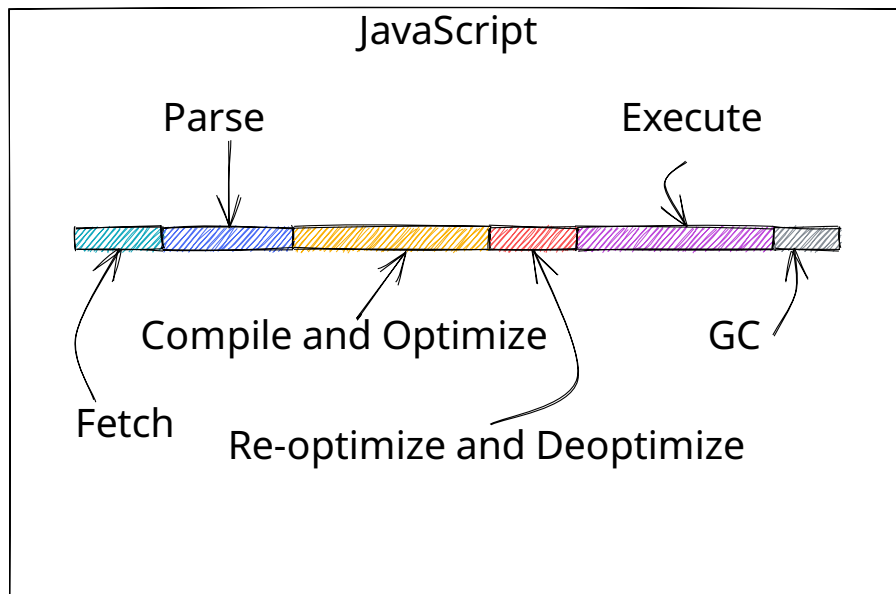 JavaScript
Parse
Execute
Compile and Optimize
GC
Fetch
Re-optimize and Deoptimize